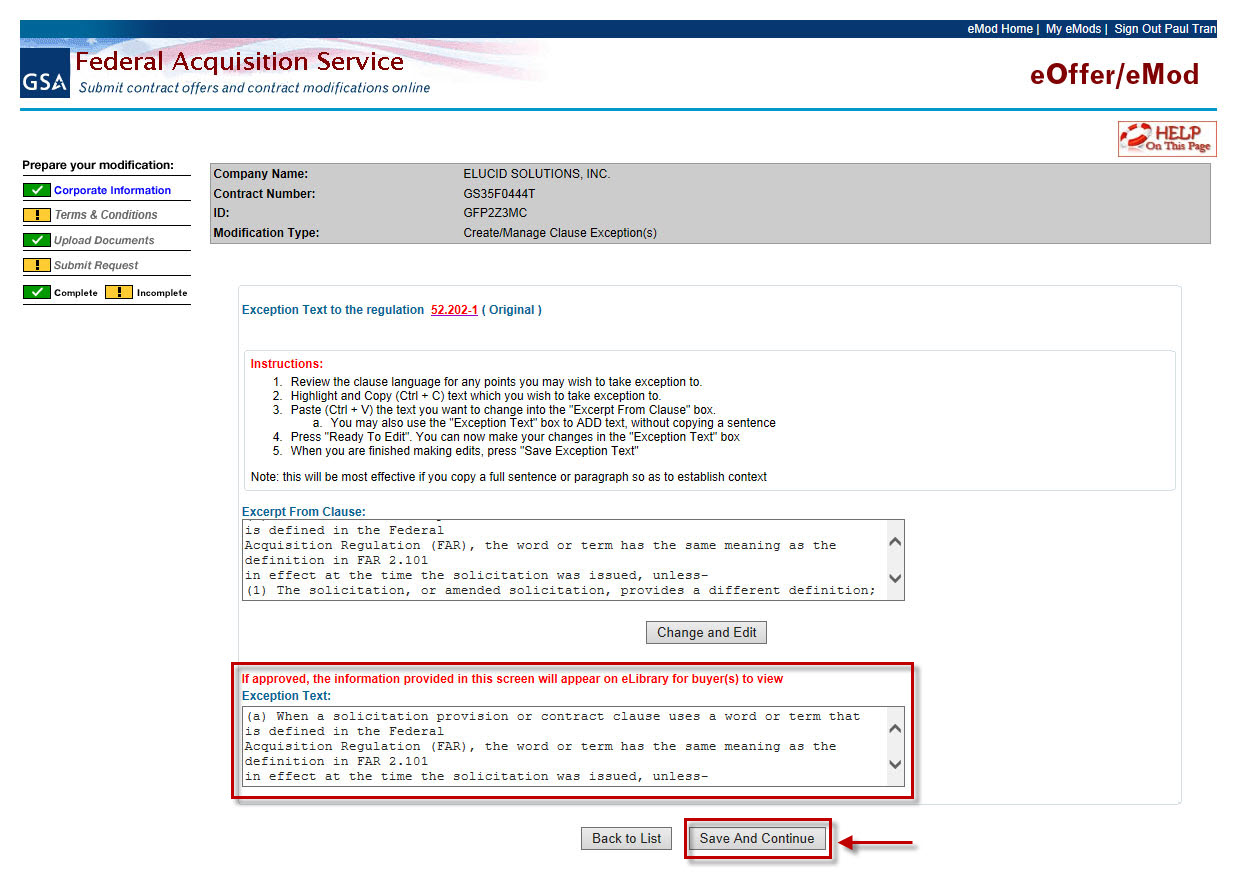 eMod Home | My eMods | Sign Out Paul Tran
GSA
Federal Acquisition Service
Submit contract offers and contract modifications online
eOffer/eMod
HELP
On This Page
Prepare your modification:
Corporate Information
! Terms & Conditions
Upload Documents
! Submit Request
Complete ! Incomplete
Company Name: ELUCID SOLUTIONS, INC.
Contract Number: GS35F0444T
ID: GFP2Z3MC
Modification Type: Create/Manage Clause Exception(s)
Exception Text to the regulation 52.202-1 ( Original )
Instructions:
1. Review the clause language for any points you may wish to take exception to.
2. Highlight and Copy (Ctrl + C) text which you wish to take exception to.
3. Paste (Ctrl + V) the text you want to change into the "Excerpt From Clause" box.
a. You may also use the "Exception Text" box to ADD text, without copying a sentence
4. Press "Ready To Edit". You can now make your changes in the "Exception Text" box
5. When you are finished making edits, press "Save Exception Text"
Note: this will be most effective if you copy a full sentence or paragraph so as to establish context
Excerpt From Clause:
is defined in the Federal
Acquisition Regulation (FAR), the word or term has the same meaning as the
definition in FAR 2.101
in effect at the time the solicitation was issued, unless-
(1) The solicitation, or amended solicitation, provides a different definition;
Change and Edit
If approved, the information provided in this screen will appear on eLibrary for buyer(s) to view
Exception Text:
(a) When a solicitation provision or contract clause uses a word or term that
is defined in the Federal
Acquisition Regulation (FAR), the word or term has the same meaning as the
definition in FAR 2.101
in effect at the time the solicitation was issued, unless-
Back to List
Save And Continue